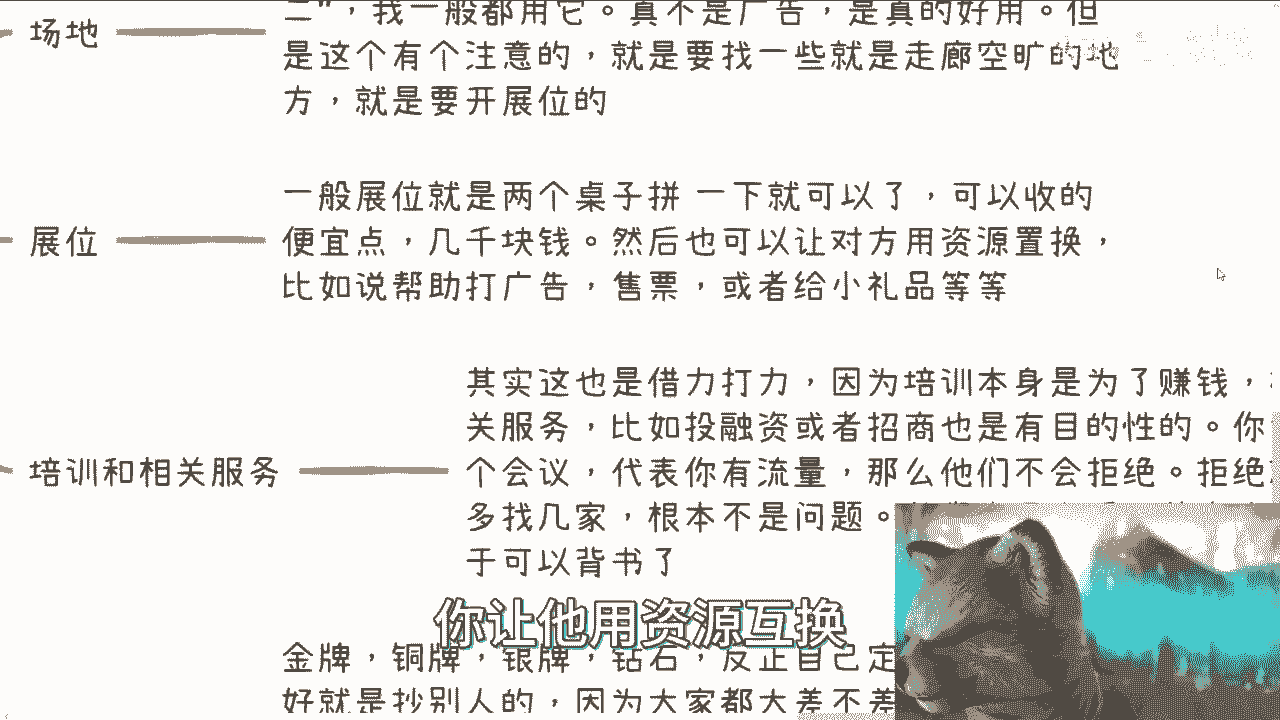 场地
二”，我一般都用它。真不是广告，是真的好用。但
是这个有个注意的，就是要找一些就是走廊空旷的地
方，就是要开展位的
展位
一般展位就是两个桌子拼 一下就可以了，可以收的
便宜点，几千块钱。然后也可以让对方用资源置换，
比如说帮助打广告，售票，或者给小礼品等等
培训和相关服务
其实这也是借力打力，因为培训本身是为了赚钱，
关服务，比如投融资或者招商也是有目的性的。你
个会议，代表你有流量，那么他们不会拒绝。拒绝
多找几家，根本不是问题。
于可以背书了
你让他用资源互换
金牌，铜牌，银牌，钻石，反正自己定
好就是抄别人的，因为大家都大差不差